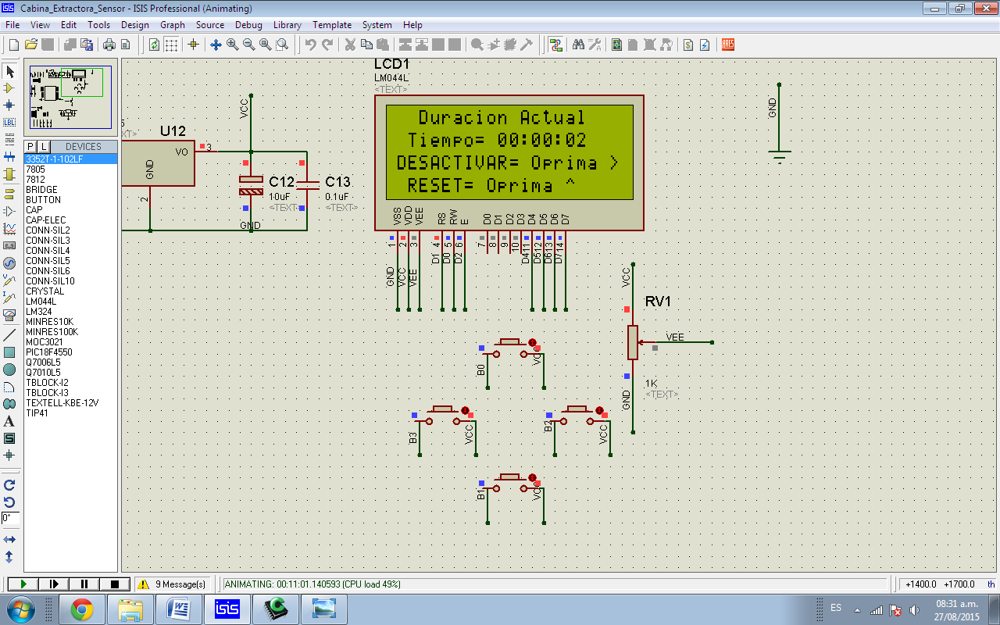 Cabina_Extractora_Sensor - ISIS Professional (Animating)
File View Edit Tools Design Graph Source Debug Library Template System Help
LBL
ARES
P L DEVICES
3352T-1-102LF
7805
7812
BRIDGE
BUTTON
CAP
CAP-ELEC
CONN-SIL2
CONN-SIL3
CONN-SIL4
CONN-SIL5
CONN-SIL6
CONN-SIL10
CRYSTAL
LM044L
LM324
MINRES10K
MINRES100K
MOC3021
PIC18F4550
Q7006L5
Q7010L5
TBLOCK-I2
TBLOCK-I3
TEXTELL-KBE-12V
TIP41
0°
U12
VO
3
GND
2
VCC
C12
10uF
<TEXT>
C13
0.1uF
<TEXT>
GND
LCD1
LM044L
<TEXT>
Duracion Actual
Tiempo= 00:00:02
DESACTIVAR= Oprima >
RESET= Oprima ^
VSS VDD VEE RS RW E D0 D1 D2 D3 D4 D5 D6 D7
1 2 3 4 5 6 7 8 9 10 11 12 13 14
D1 D0 D2 D4 D5 D6 D7
GND VCC VEE
GND
VCC
RV1
VEE
1K
<TEXT>
GND
B0 VCC
B3 VCC
B2 VCC
B1 VCC
9 Message(s)
ANIMATING: 00:11:01.140593 (CPU load 49%)
+1400.0 +1700.0 th
isis
ES
08:31 a.m.
27/08/2015